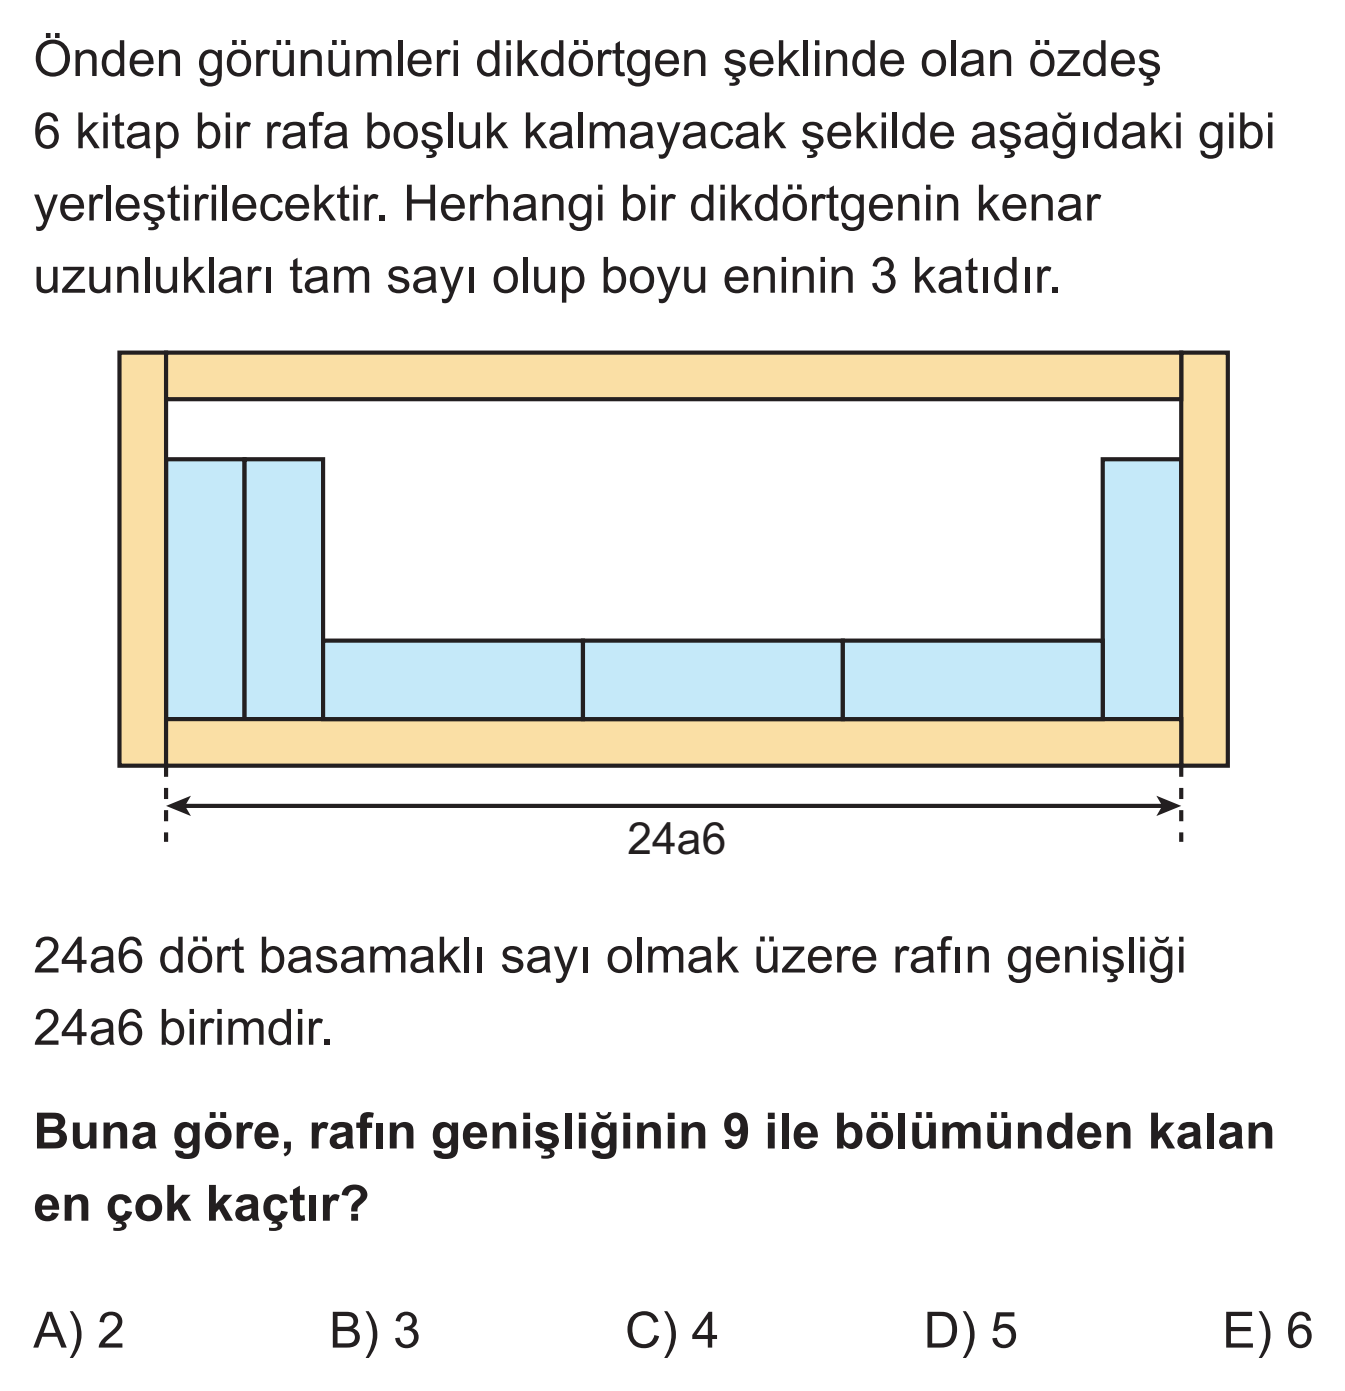 Önden görünümleri dikdörtgen şeklinde olan özdeş
6 kitap bir rafa boşluk kalmayacak şekilde aşağıdaki gibi
yerleştirilecektir. Herhangi bir dikdörtgenin kenar
uzunlukları tam sayı olup boyu eninin 3 katıdır.
24a6
24a6 dört basamaklı sayı olmak üzere rafın genişliği
24a6 birimdir.
Buna göre, rafın genişliğinin 9 ile bölümünden kalan
en çok kaçtır?
A) 2 B) 3 C) 4 D) 5 E) 6